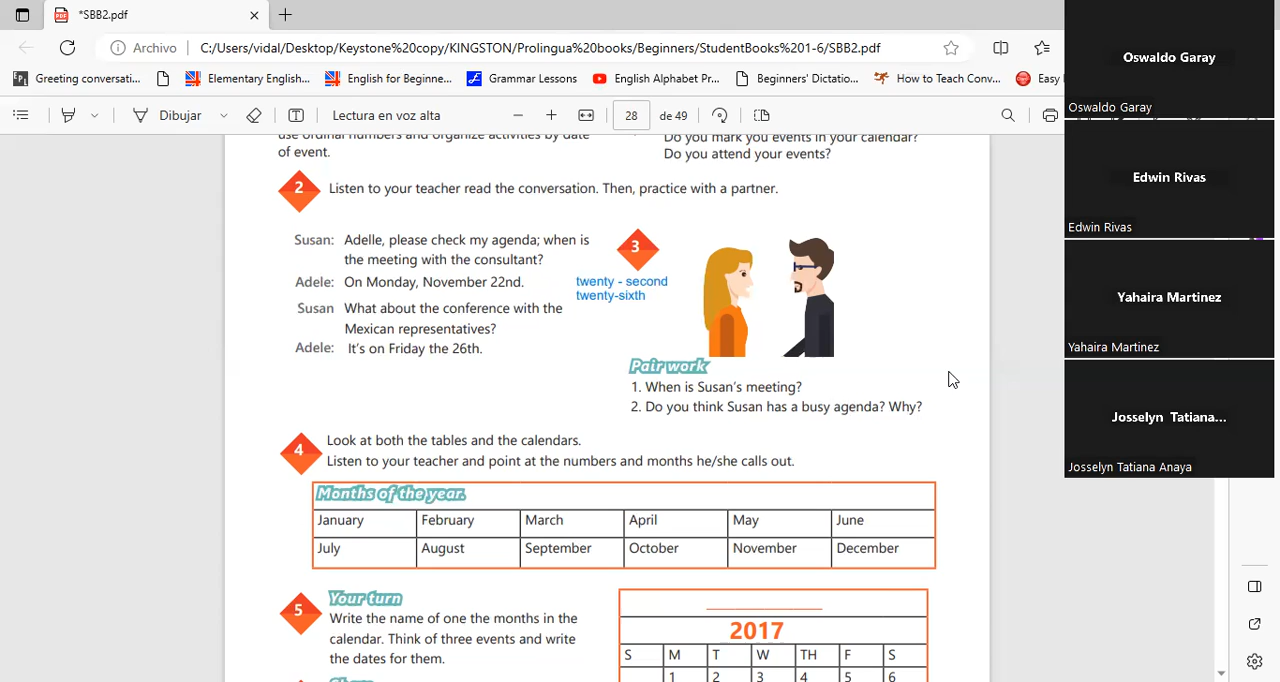 *SBB2.pdf
Archivo
C:/Users/vidal/Desktop/Keystone%20copy/KINGSTON/Prolingua%20books/Beginners/StudentBooks%201-6/SBB2.pdf
Greeting conversati...
Elementary English...
English for Beginne...
Grammar Lessons
English Alphabet Pr...
Beginners' Dictatio...
How to Teach Conv...
Easy
Dibujar
Lectura en voz alta
28
de 49
use ordinal numbers and organize activities by date
of event.
Do you mark you events in your calendar?
Do you attend your events?
2
Listen to your teacher read the conversation. Then, practice with a partner.
Susan: Adelle, please check my agenda; when is
the meeting with the consultant?
Adele: On Monday, November 22nd.
Susan What about the conference with the
Mexican representatives?
Adele: It's on Friday the 26th.
3
twenty - second
twenty-sixth
Pair work
1. When is Susan's meeting?
2. Do you think Susan has a busy agenda? Why?
4
Look at both the tables and the calendars.
Listen to your teacher and point at the numbers and months he/she calls out.
Months of the year.
January February March April May June
July August September October November December
5
Your turn
Write the name of one the months in the
calendar. Think of three events and write
the dates for them.
Share
2017
S M T W TH F S
1 2 3 4 5 6
Oswaldo Garay
Oswaldo Garay
Edwin Rivas
Edwin Rivas
Yahaira Martinez
Yahaira Martinez
Josselyn Tatiana...
Josselyn Tatiana Anaya